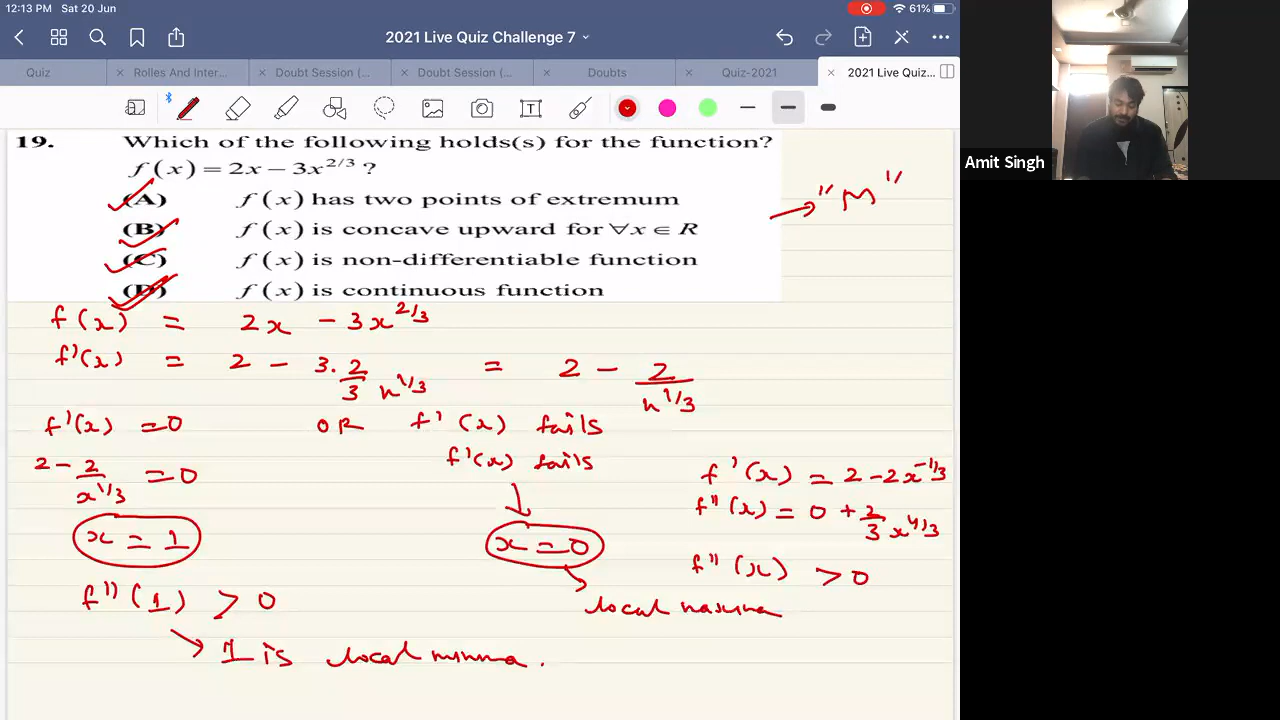 12:13 PM Sat 20 Jun
61%
2021 Live Quiz Challenge 7
Quiz
Rolles And Inter...
Doubt Session (...
Doubt Session (...
Doubts
Quiz-2021
2021 Live Quiz...
19. Which of the following holds(s) for the function?
f(x) = 2x − 3x^{2/3} ?
(A) f(x) has two points of extremum
(B) f(x) is concave upward for ∀x ∈ R
(C) f(x) is non-differentiable function
(D) f(x) is continuous function
→ "M"
f(x) = 2x − 3x^{2/3}
f'(x) = 2 − 3·2/3 x^{1/3} = 2 − 2/x^{1/3}
f'(x) = 0 OR f'(x) fails
f'(x) fails
2 − 2/x^{1/3} = 0
x = 1
x = 0
f''(1) > 0
local maxima
→ 1 is local minima.
f'(x) = 2 − 2x^{-1/3}
f''(x) = 0 + 2/3 x^{4/3}
f''(x) > 0
Amit Singh